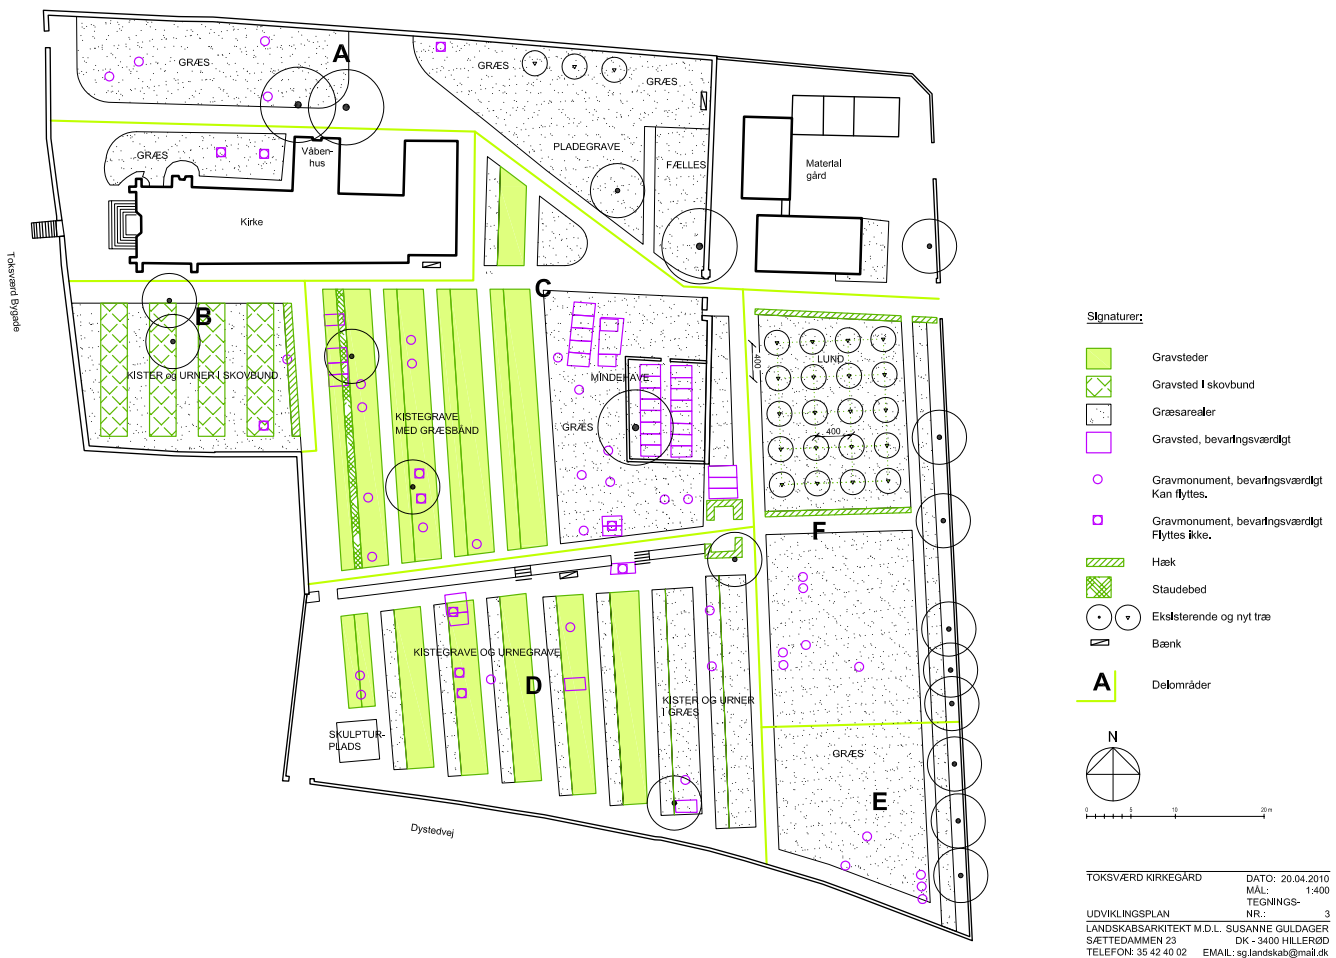 A
GRÆS
GRÆS
GRÆS
PLADEGRAVE
FÆLLES
Material
gård
GRÆS
Våben-
hus
Kirke
Toksværd Bygade
B
C
KISTER og URNER I SKOVBUND
KISTEGRAVE
MED GRÆSBÅND
MINDEHAVE
GRÆS
LUND
400
400
F
KISTEGRAVE OG URNEGRAVE
D
KISTER OG URNER
I GRÆS
SKULPTUR-
PLADS
GRÆS
E
Dystedvej
Signaturer:
Gravsteder
Gravsted i skovbund
Græsarealer
Gravsted, bevaringsværdigt
Gravmonument, bevaringsværdigt
Kan flyttes.
Gravmonument, bevaringsværdigt
Flyttes ikke.
Hæk
Staudebed
Eksisterende og nyt træ
Bænk
A Delområder
N
0 5 10 20 m
TOKSVÆRD KIRKEGÅRD DATO: 20.04.2010
MÅL: 1:400
TEGNINGS-
UDVIKLINGSPLAN NR.: 3
LANDSKABSARKITEKT M.D.L. SUSANNE GULDAGER
SÆTTEDAMMEN 23 DK - 3400 HILLERØD
TELEFON: 35 42 40 02 EMAIL: sg.landskab@mail.dk